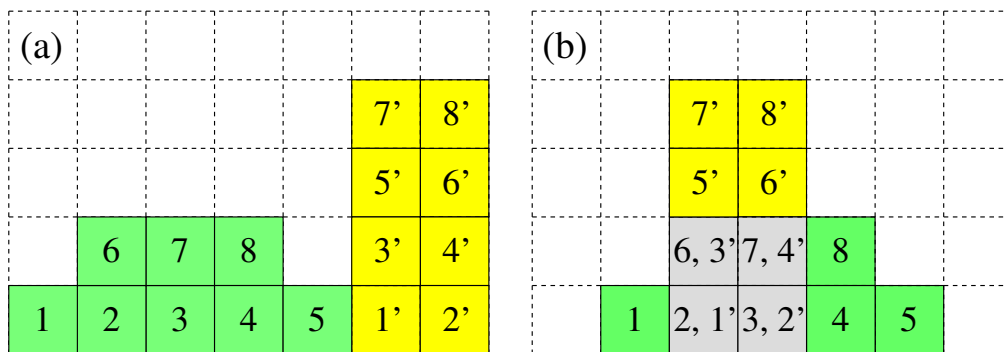 (a) (b)
7’ 8’ 7’ 8’
5’ 6’ 5’ 6’
6 7 8 3’ 4’ 6, 3’ 7, 4’ 8
1 2 3 4 5 1’ 2’ 1 2, 1’ 3, 2’ 4 5